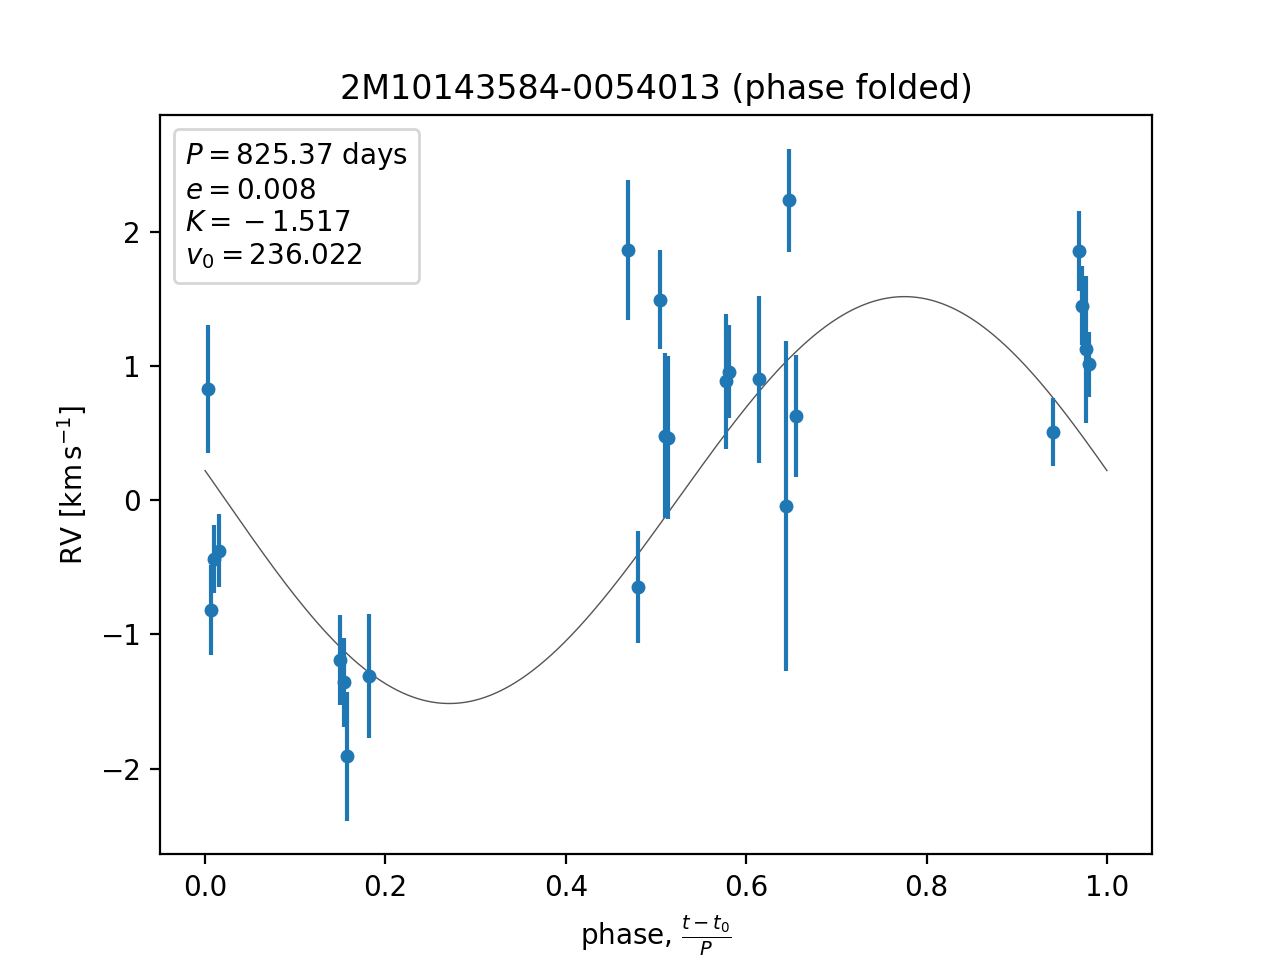 2M10143584-0054013 (phase folded)
P = 825.37 days
e = 0.008
K = −1.517
v₀ = 236.022
RV [km s⁻¹]
2
1
0
−1
−2
0.0 0.2 0.4 0.6 0.8 1.0
phase, (t − t₀)/P